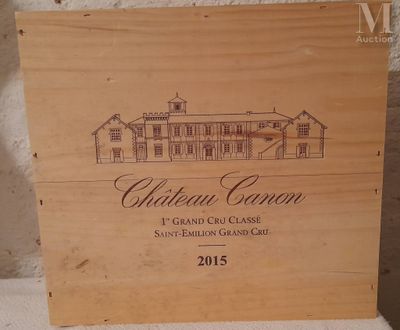 M
Auction
Château Canon
1er GRAND CRU CLASSÉ
SAINT-EMILION GRAND CRU
2015